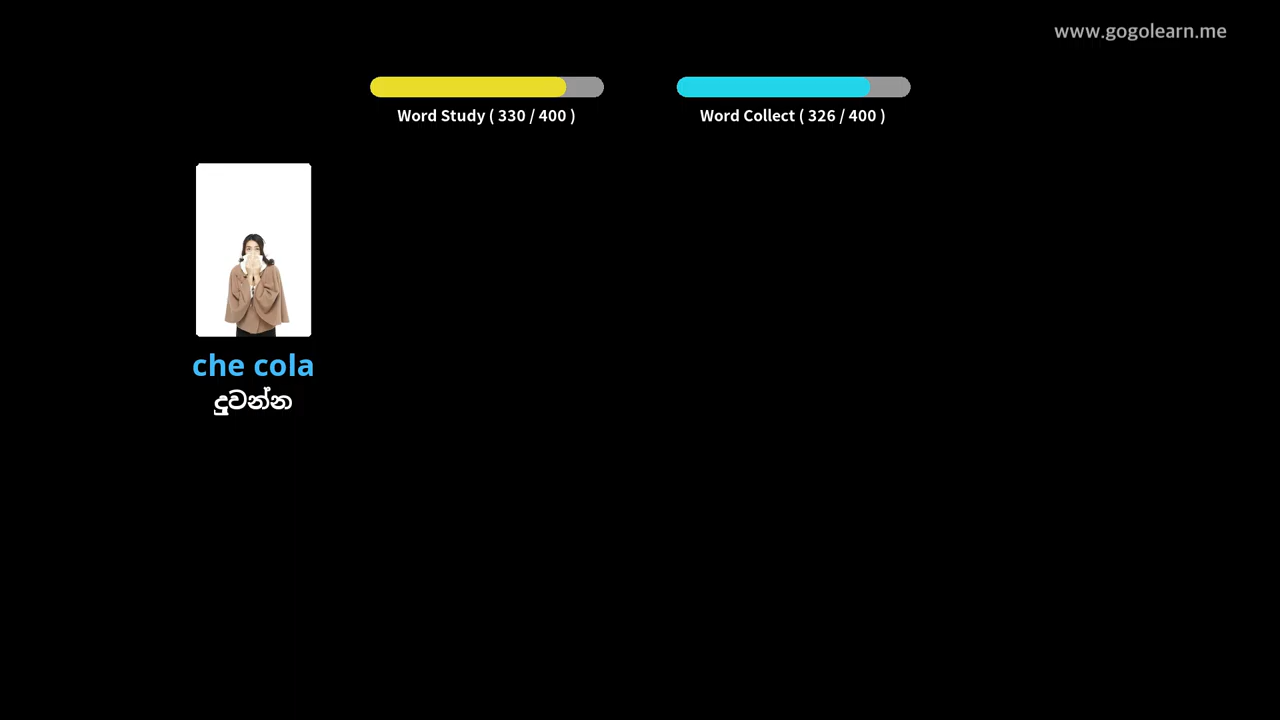 www.gogolearn.me
Word Study ( 330 / 400 )
Word Collect ( 326 / 400 )
che cola
දුවන්න